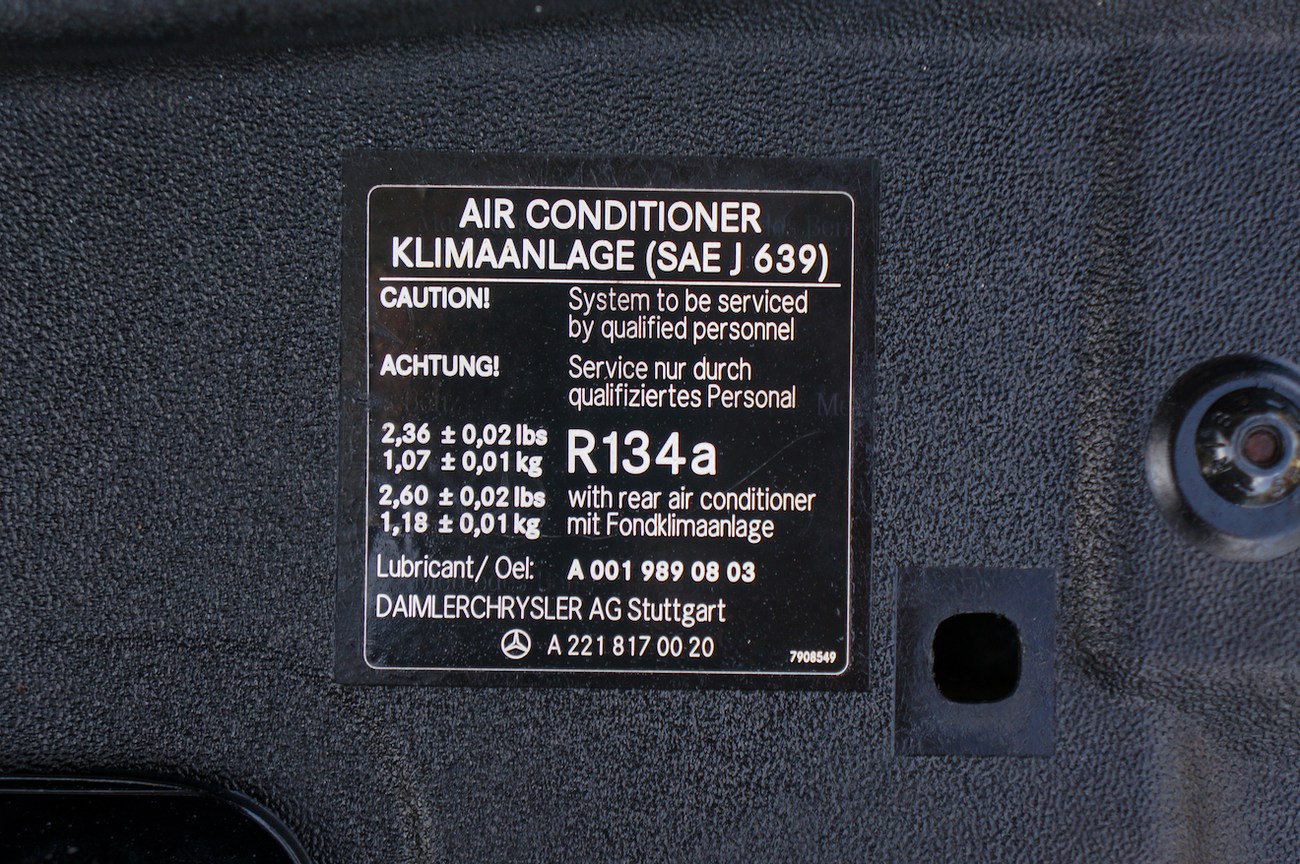 AIR CONDITIONER
KLIMAANLAGE (SAE J 639)
CAUTION! System to be serviced
by qualified personnel
ACHTUNG! Service nur durch
qualifiziertes Personal
2,36 ± 0,02 lbs R134a
1,07 ± 0,01 kg
2,60 ± 0,02 lbs with rear air conditioner
1,18 ± 0,01 kg mit Fondklimaanlage
Lubricant/ Oel: A 001 989 08 03
DAIMLERCHRYSLER AG Stuttgart
A 221 817 00 20
7908549